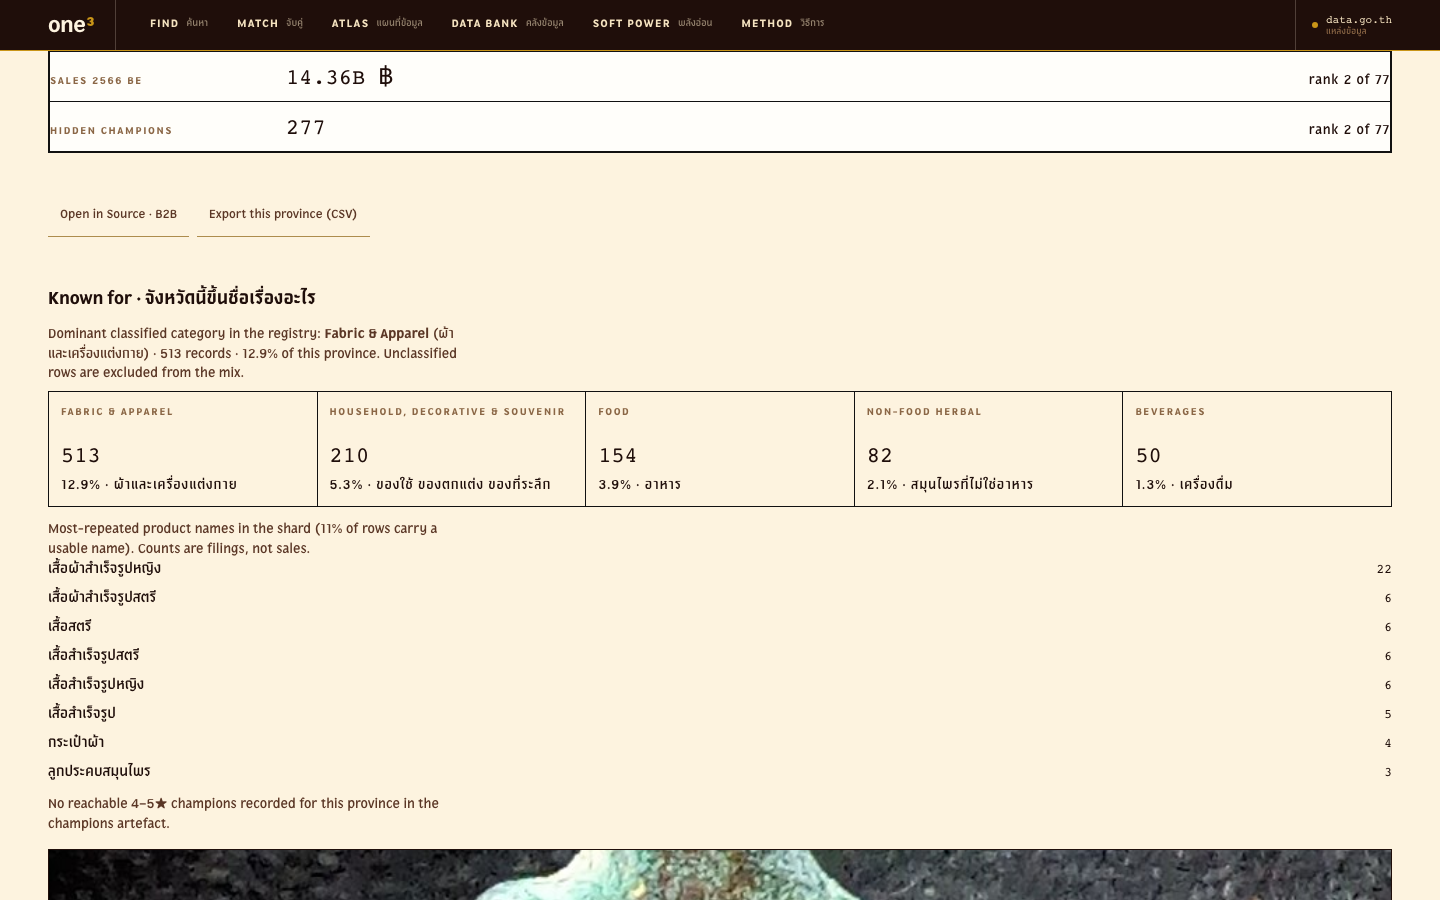 one³
FIND ค้นหา
MATCH จับคู่
ATLAS แผนที่ข้อมูล
DATA BANK คลังข้อมูล
SOFT POWER พลังอ่อน
METHOD วิธีการ
data.go.th
แหล่งข้อมูล
SALES 2566 BE 14.36B ฿ rank 2 of 77
HIDDEN CHAMPIONS 277 rank 2 of 77
Open in Source · B2B
Export this province (CSV)
Known for · จังหวัดนี้ขึ้นชื่อเรื่องอะไร
Dominant classified category in the registry: Fabric & Apparel (ผ้า
และเครื่องแต่งกาย) · 513 records · 12.9% of this province. Unclassified
rows are excluded from the mix.
FABRIC & APPAREL
513
12.9% · ผ้าและเครื่องแต่งกาย
HOUSEHOLD, DECORATIVE & SOUVENIR
210
5.3% · ของใช้ ของตกแต่ง ของที่ระลึก
FOOD
154
3.9% · อาหาร
NON-FOOD HERBAL
82
2.1% · สมุนไพรที่ไม่ใช่อาหาร
BEVERAGES
50
1.3% · เครื่องดื่ม
Most-repeated product names in the shard (11% of rows carry a
usable name). Counts are filings, not sales.
เสื้อผ้าสำเร็จรูปหญิง 22
เสื้อผ้าสำเร็จรูปสตรี 6
เสื้อสตรี 6
เสื้อสำเร็จรูปสตรี 6
เสื้อสำเร็จรูปหญิง 6
เสื้อสำเร็จรูป 5
กระเป๋าผ้า 4
ลูกประคบสมุนไพร 3
No reachable 4–5★ champions recorded for this province in the
champions artefact.